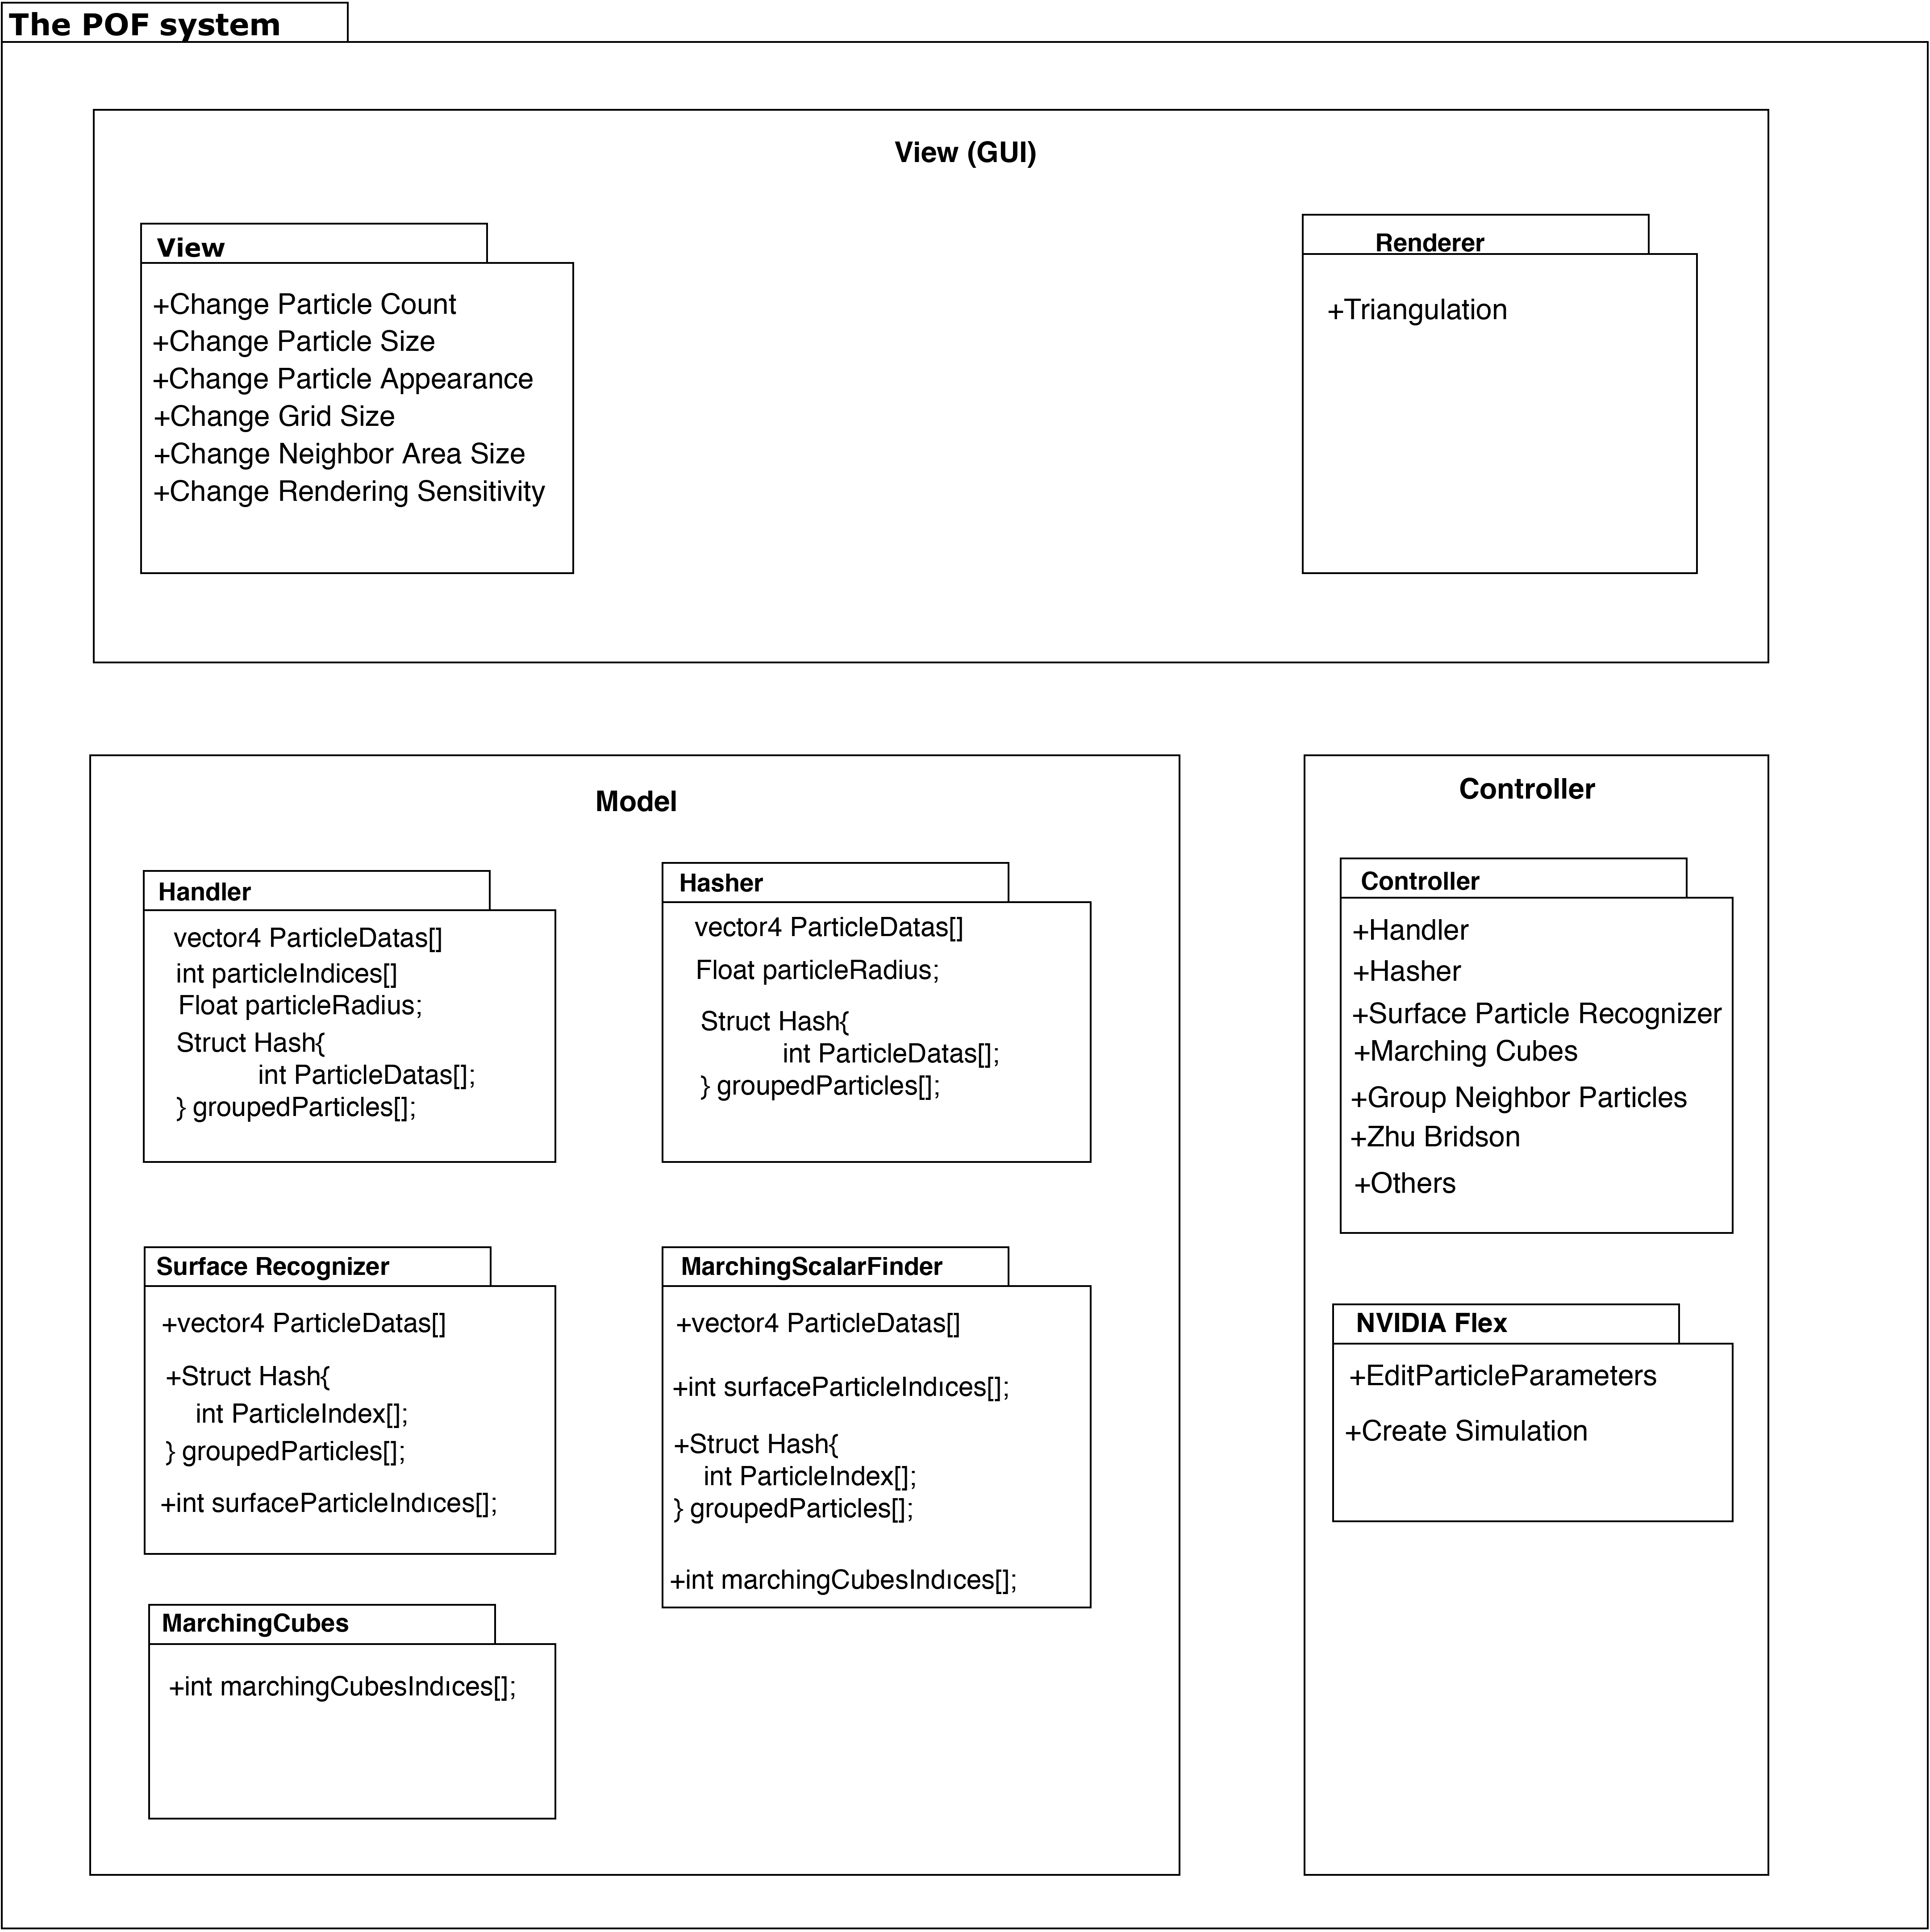 The POF system
View (GUI)
View
+Change Particle Count
+Change Particle Size
+Change Particle Appearance
+Change Grid Size
+Change Neighbor Area Size
+Change Rendering Sensitivity
Renderer
+Triangulation
Model
Handler
vector4 ParticleDatas[]
int particleIndices[]
Float particleRadius;
Struct Hash{
int ParticleDatas[];
} groupedParticles[];
Hasher
vector4 ParticleDatas[]
Float particleRadius;
Struct Hash{
int ParticleDatas[];
} groupedParticles[];
Surface Recognizer
+vector4 ParticleDatas[]
+Struct Hash{
int ParticleIndex[];
} groupedParticles[];
+int surfaceParticleIndıces[];
MarchingScalarFinder
+vector4 ParticleDatas[]
+int surfaceParticleIndıces[];
+Struct Hash{
int ParticleIndex[];
} groupedParticles[];
+int marchingCubesIndıces[];
MarchingCubes
+int marchingCubesIndıces[];
Controller
Controller
+Handler
+Hasher
+Surface Particle Recognizer
+Marching Cubes
+Group Neighbor Particles
+Zhu Bridson
+Others
NVIDIA Flex
+EditParticleParameters
+Create Simulation